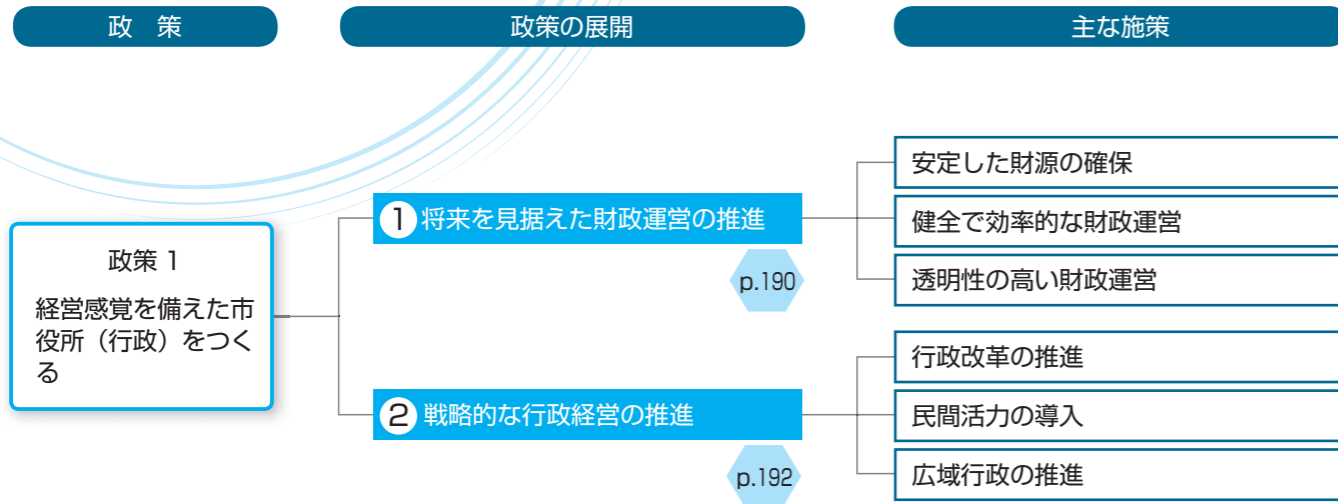 政 策
政策の展開
主な施策
政策 1
経営感覚を備えた市
役所（行政）をつく
る
① 将来を見据えた財政運営の推進
p.190
安定した財源の確保
健全で効率的な財政運営
透明性の高い財政運営
② 戦略的な行政経営の推進
p.192
行政改革の推進
民間活力の導入
広域行政の推進